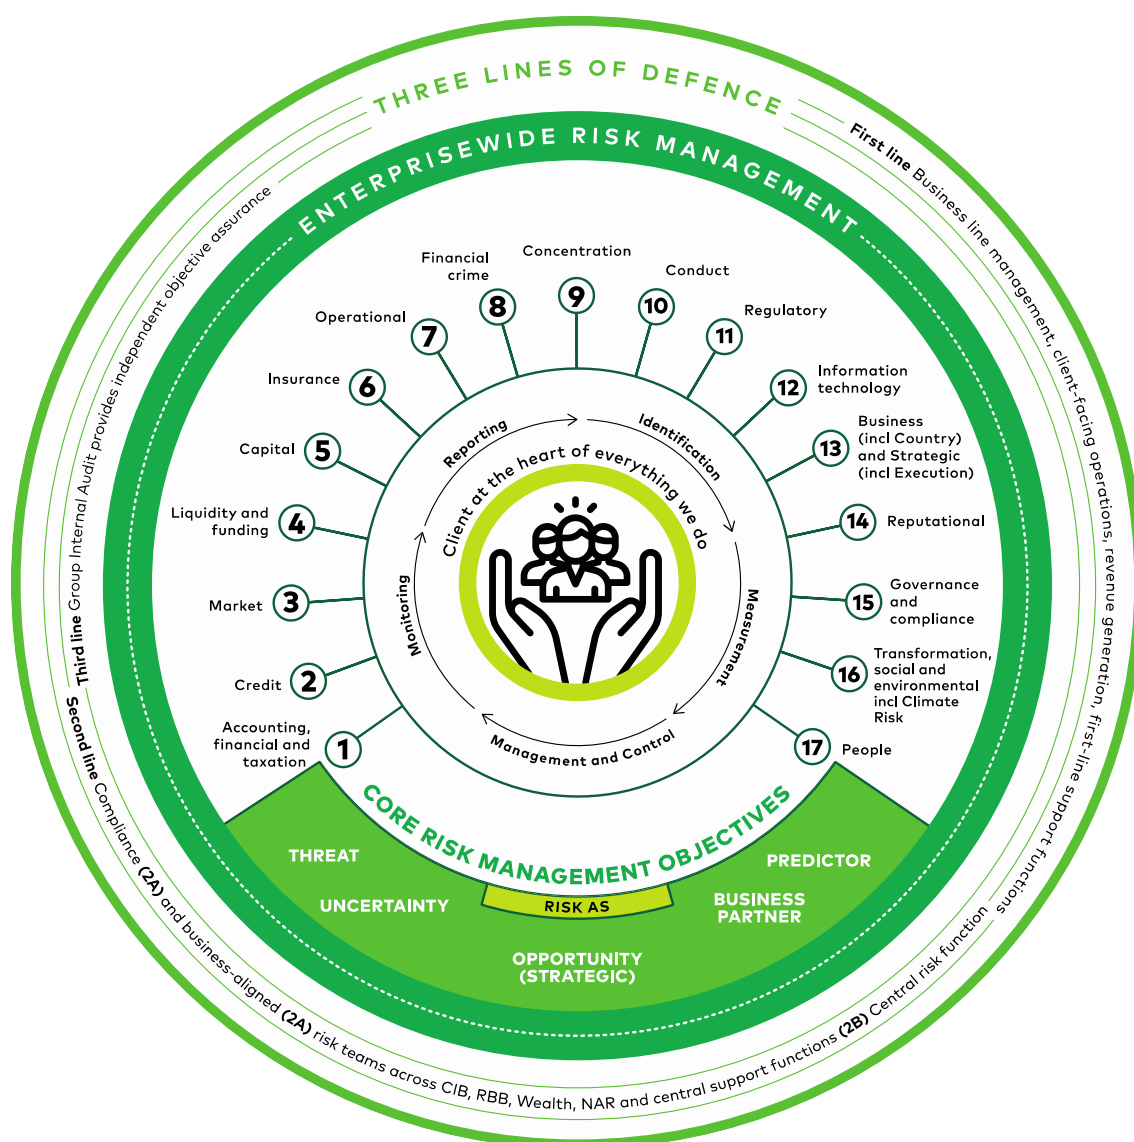 THREE LINES OF DEFENCE
First line Business line management, client-facing operations, revenue generation, first-line support functions
Second line Compliance (2A) and business-aligned (2A) risk teams across CIB, RBB, Wealth, NAR and central support functions (2B) Central risk function
Third line Group Internal Audit provides independent objective assurance
ENTERPRISEWIDE RISK MANAGEMENT
1
Accounting,
financial and
taxation
2
Credit
3
Market
4
Liquidity and
funding
5
Capital
6
Insurance
7
Operational
8
Financial
crime
9
Concentration
10
Conduct
11
Regulatory
12
Information
technology
13
Business
(incl Country)
and Strategic
(incl Execution)
14
Reputational
15
Governance
and
compliance
16
Transformation,
social and
environmental
incl Climate
Risk
17
People
Identification
Measurement
Management and Control
Monitoring
Reporting
Client at the heart of everything we do
CORE RISK MANAGEMENT OBJECTIVES
RISK AS
THREAT
UNCERTAINTY
OPPORTUNITY
(STRATEGIC)
BUSINESS
PARTNER
PREDICTOR